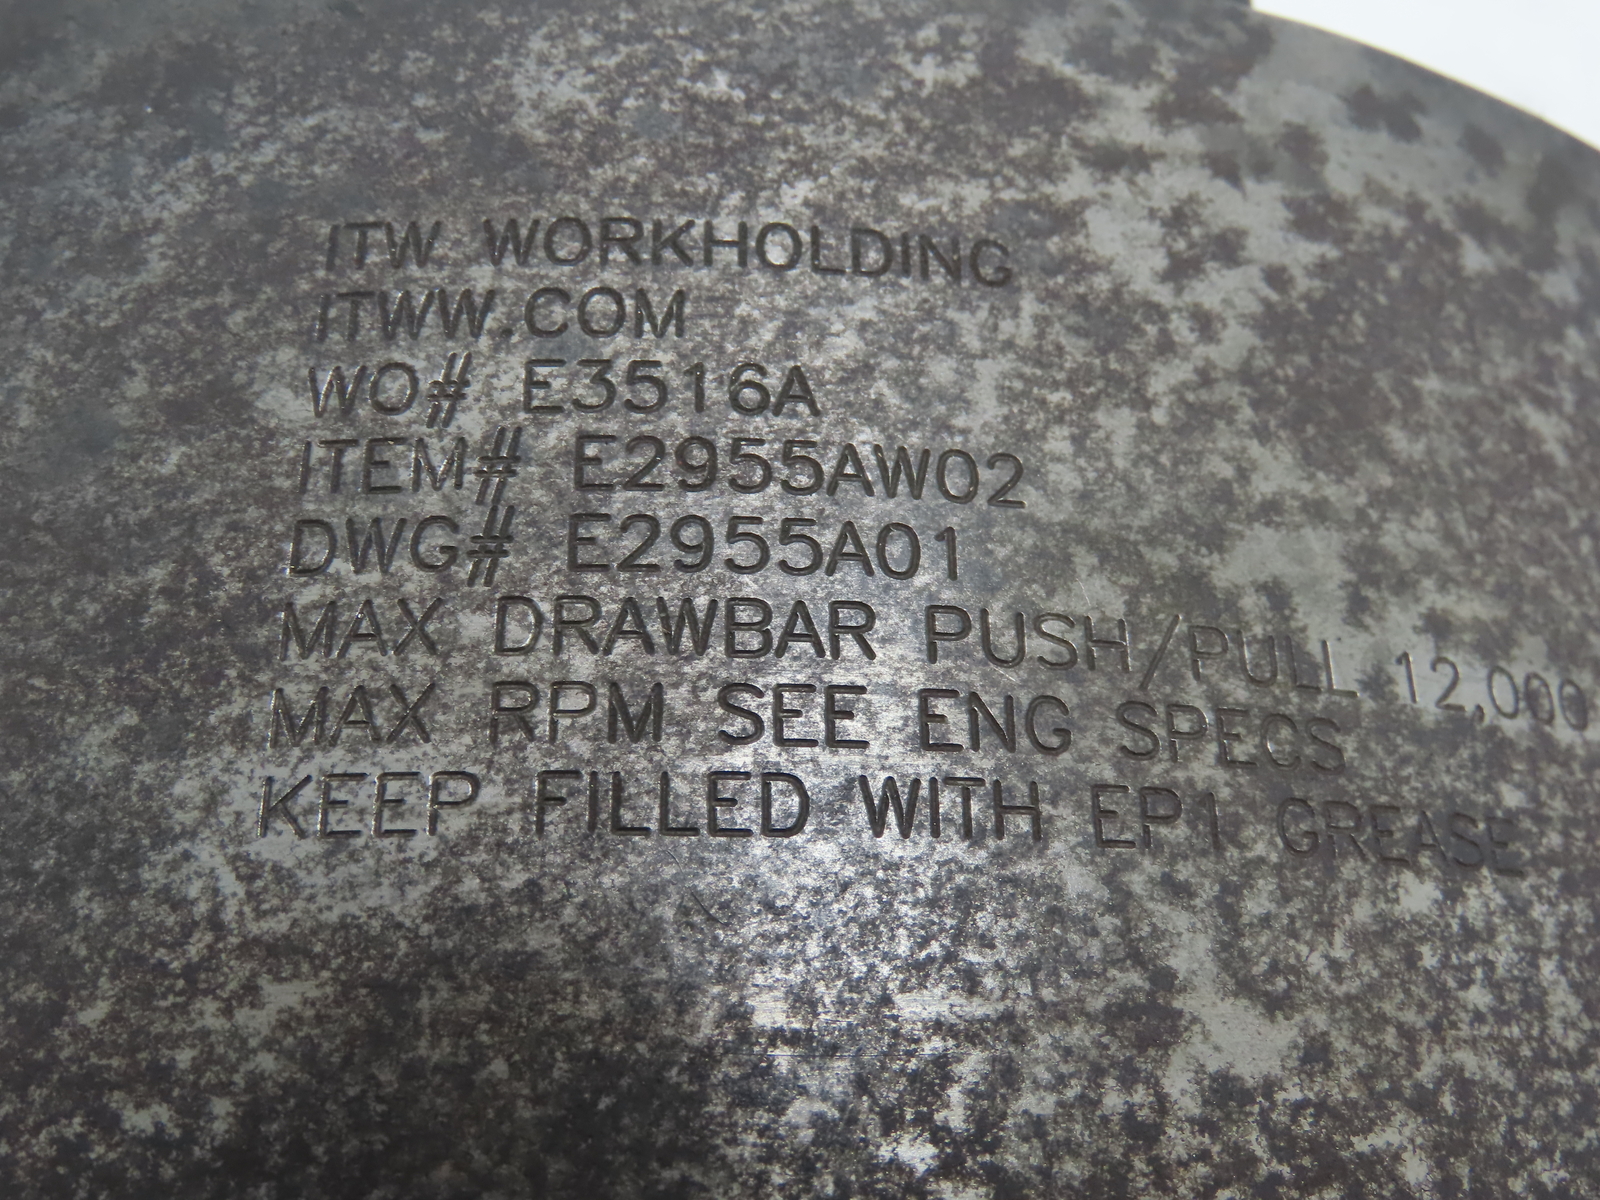 ITW WORKHOLDING
ITWW.COM
WO# E3516A
ITEM# E2955AW02
DWG# E2955A01
MAX DRAWBAR PUSH/PULL 12,000
MAX RPM SEE ENG SPECS
KEEP FILLED WITH EP1 GREASE